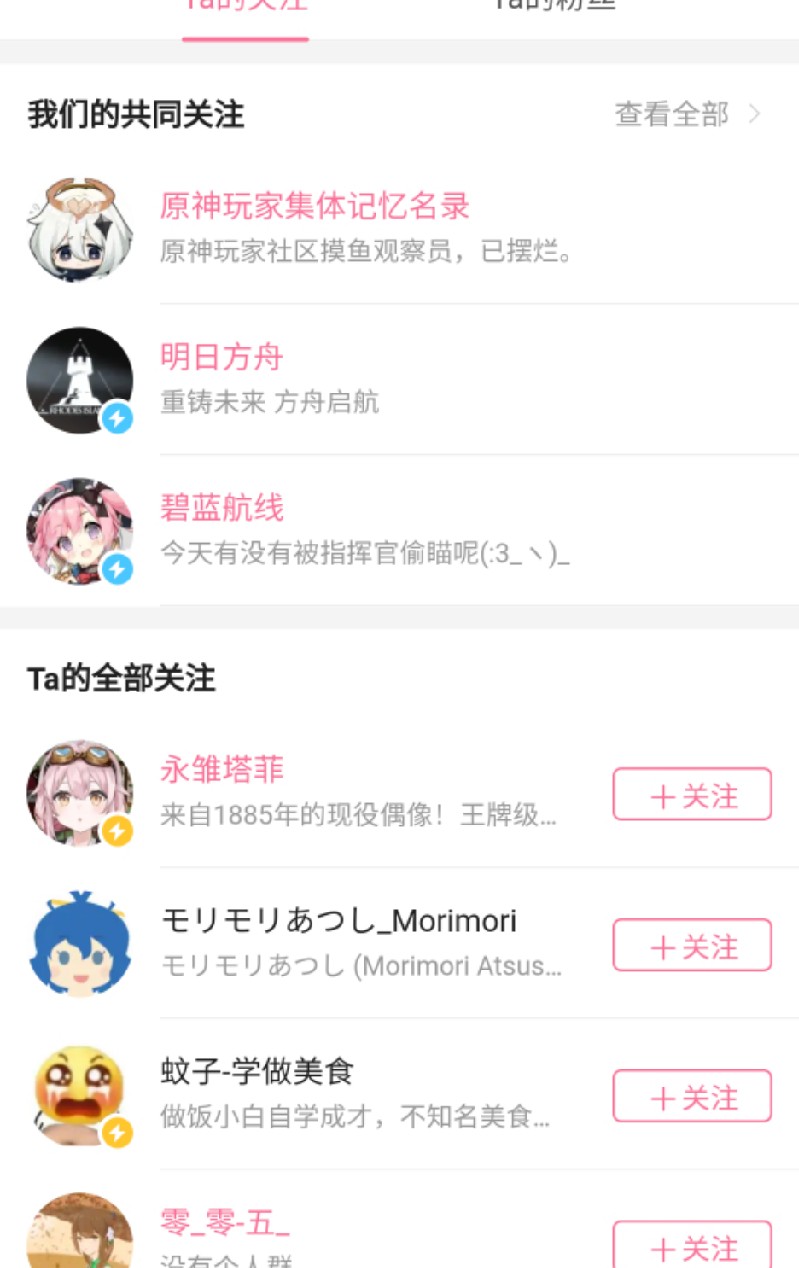 Ta的关注
Ta的粉丝
我们的共同关注
查看全部
原神玩家集体记忆名录
原神玩家社区摸鱼观察员，已摆烂。
明日方舟
重铸未来 方舟启航
碧蓝航线
今天有没有被指挥官偷瞄呢(:3_ヽ)_
Ta的全部关注
永雏塔菲
来自1885年的现役偶像！王牌级...
＋关注
モリモリあつし_Morimori
モリモリあつし (Morimori Atsus...
＋关注
蚊子-学做美食
做饭小白自学成才，不知名美食...
＋关注
零_零-五_
没有个人群
＋关注